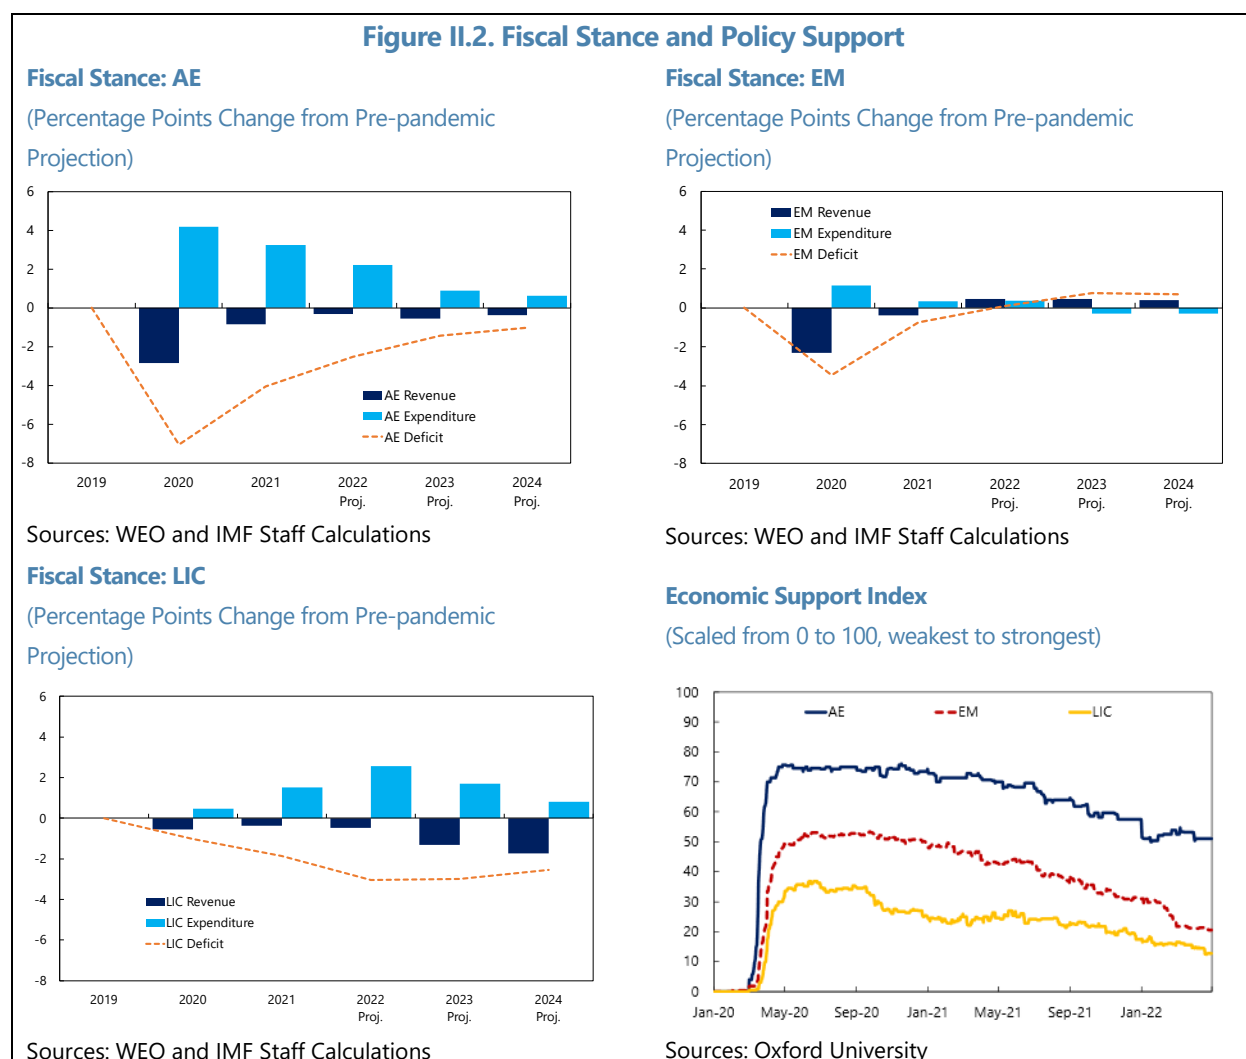 Figure II.2. Fiscal Stance and Policy Support
Fiscal Stance: AE
(Percentage Points Change from Pre-pandemic
Projection)
6
4
2
0
-2
-4
-6
-8
AE Revenue
AE Expenditure
AE Deficit
2019
2020
2021
2022
Proj.
2023
Proj.
2024
Proj.
Sources: WEO and IMF Staff Calculations
Fiscal Stance: EM
(Percentage Points Change from Pre-pandemic
Projection)
6
4
2
0
-2
-4
-6
-8
EM Revenue
EM Expenditure
EM Deficit
2019
2020
2021
2022
Proj.
2023
Proj.
2024
Proj.
Sources: WEO and IMF Staff Calculations
Fiscal Stance: LIC
(Percentage Points Change from Pre-pandemic
Projection)
6
4
2
0
-2
-4
-6
-8
LIC Revenue
LIC Expenditure
LIC Deficit
2019
2020
2021
2022
Proj.
2023
Proj.
2024
Proj.
Sources: WEO and IMF Staff Calculations
Economic Support Index
(Scaled from 0 to 100, weakest to strongest)
100
90
80
70
60
50
40
30
20
10
0
AE
EM
LIC
Jan-20
May-20
Sep-20
Jan-21
May-21
Sep-21
Jan-22
Sources: Oxford University